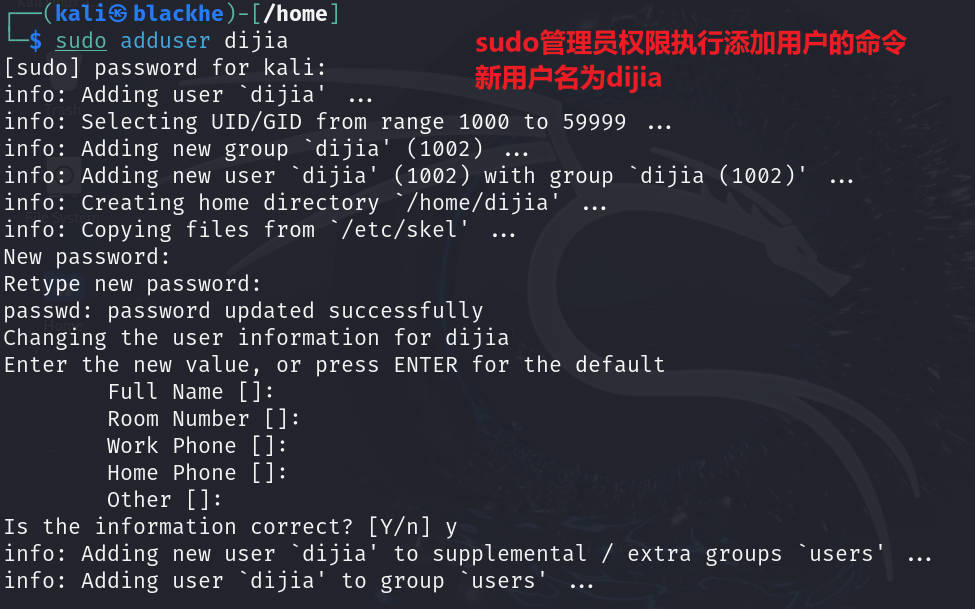 ┌──(kali㉿blackhe)-[/home]
└─$ sudo adduser dijia
sudo管理员权限执行添加用户的命令
新用户名为dijia
[sudo] password for kali:
info: Adding user `dijia' ...
info: Selecting UID/GID from range 1000 to 59999 ...
info: Adding new group `dijia' (1002) ...
info: Adding new user `dijia' (1002) with group `dijia (1002)' ...
info: Creating home directory `/home/dijia' ...
info: Copying files from `/etc/skel' ...
New password:
Retype new password:
passwd: password updated successfully
Changing the user information for dijia
Enter the new value, or press ENTER for the default
Full Name []:
Room Number []:
Work Phone []:
Home Phone []:
Other []:
Is the information correct? [Y/n] y
info: Adding new user `dijia' to supplemental / extra groups `users' ...
info: Adding user `dijia' to group `users' ...